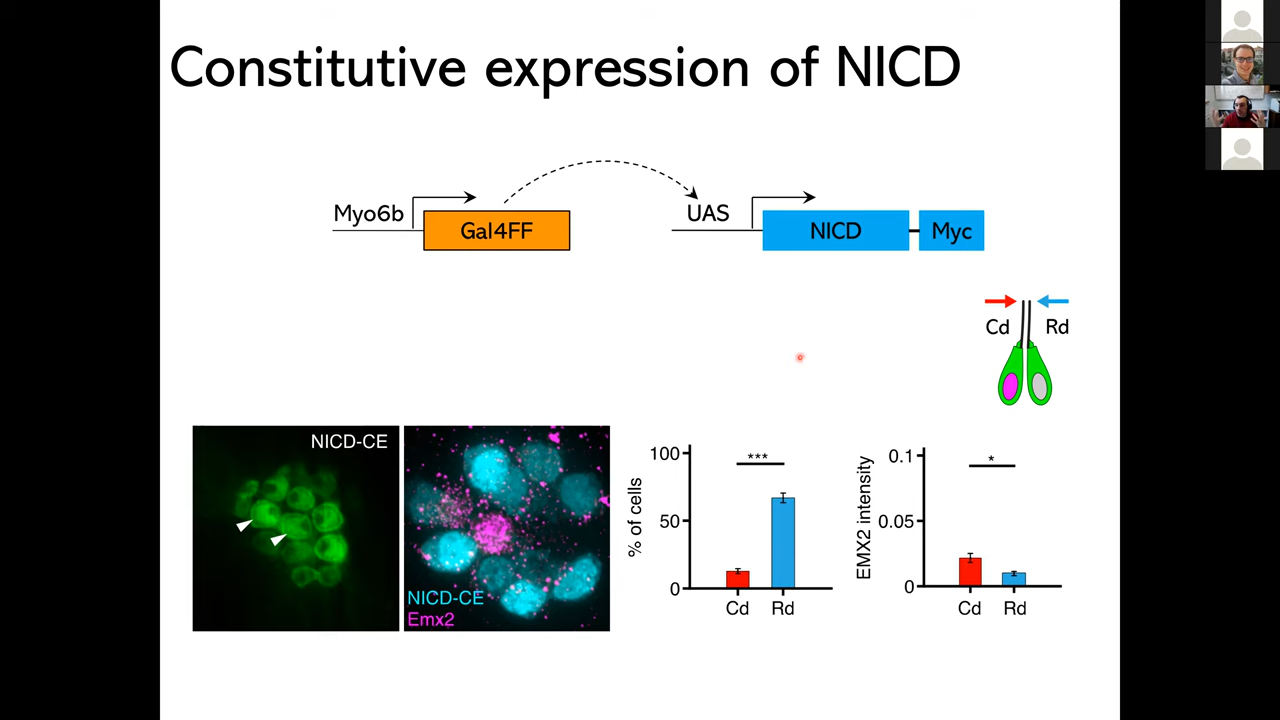 Constitutive expression of NICD
Myo6b
Gal4FF
UAS
NICD
Myc
Cd
Rd
NICD-CE
NICD-CE
Emx2
% of cells
100
50
0
***
Cd
Rd
EMX2 intensity
0.1
0.05
0
*
Cd
Rd